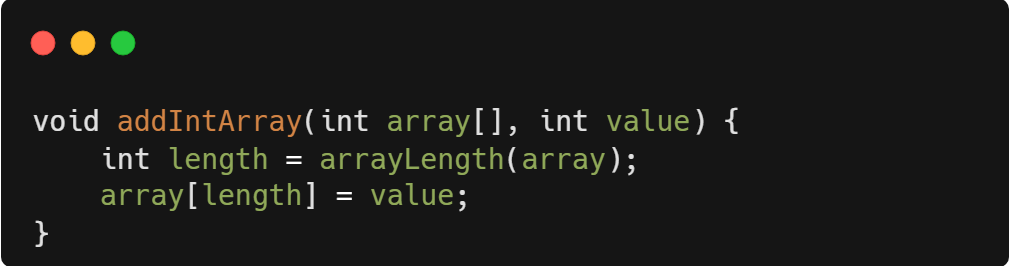 void addIntArray(int array[], int value) {
    int length = arrayLength(array);
    array[length] = value;
}